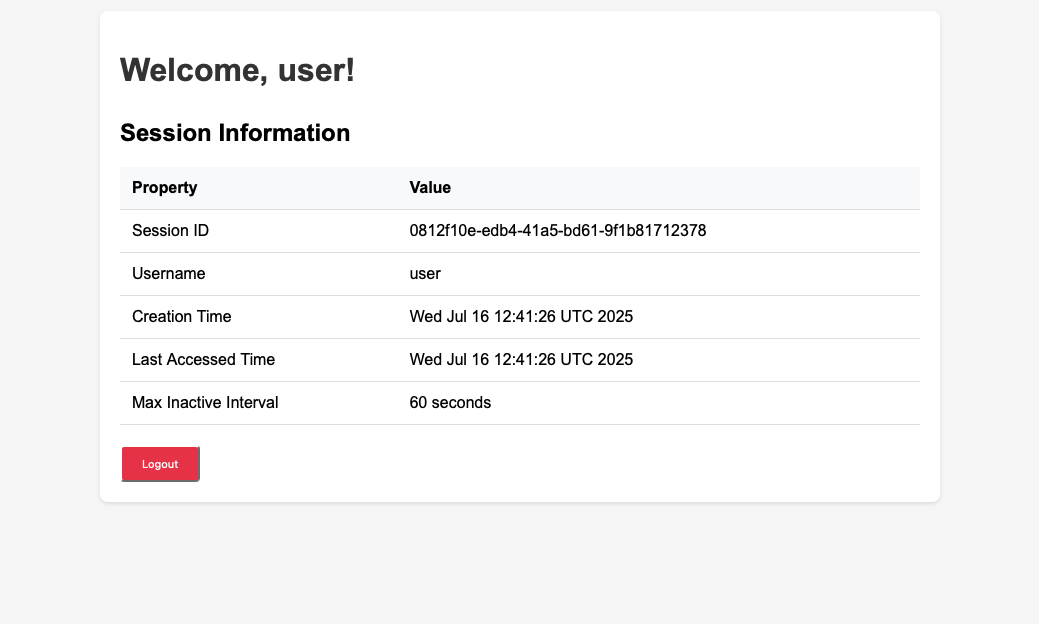 Welcome, user!
Session Information
Property Value
Session ID 0812f10e-edb4-41a5-bd61-9f1b81712378
Username user
Creation Time Wed Jul 16 12:41:26 UTC 2025
Last Accessed Time Wed Jul 16 12:41:26 UTC 2025
Max Inactive Interval 60 seconds
Logout